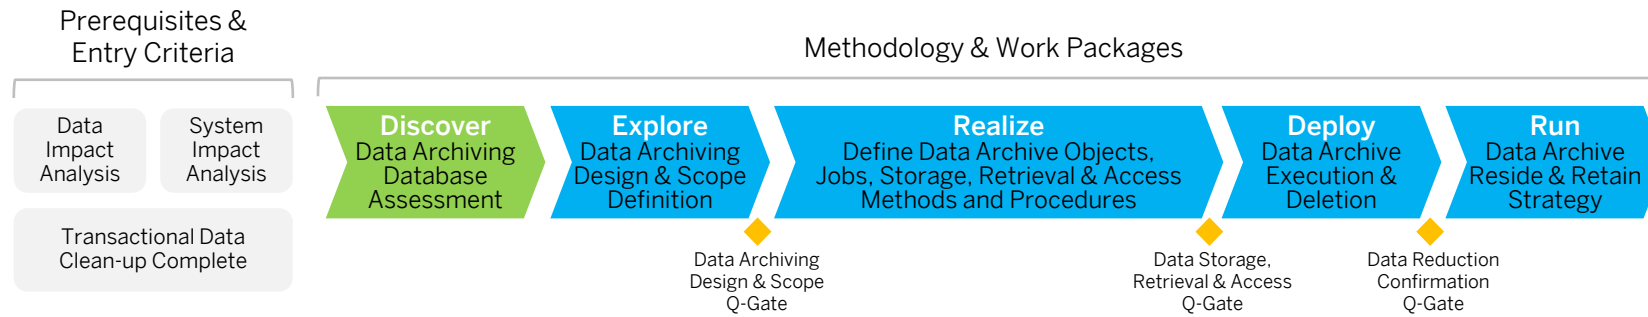 Prerequisites &
Entry Criteria
Methodology & Work Packages
Data
Impact
Analysis
System
Impact
Analysis
Transactional Data
Clean-up Complete
Discover
Data Archiving
Database
Assessment
Explore
Data Archiving
Design & Scope
Definition
Realize
Define Data Archive Objects,
Jobs, Storage, Retrieval & Access
Methods and Procedures
Deploy
Data Archive
Execution &
Deletion
Run
Data Archive
Reside & Retain
Strategy
Data Archiving
Design & Scope
Q-Gate
Data Storage,
Retrieval & Access
Q-Gate
Data Reduction
Confirmation
Q-Gate